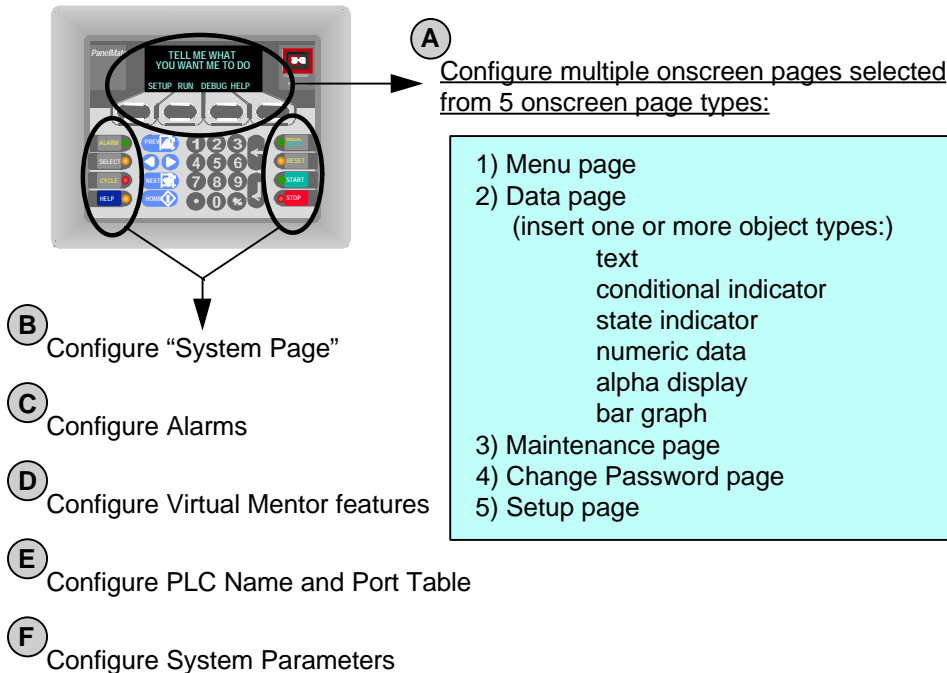 PanelMate
TELL ME WHAT
YOU WANT ME TO DO
SETUP RUN DEBUG HELP
ALARM
SELECT
CYCLE
HELP
PREV
NEXT
HOME
1 2 3
4 5 6
7 8 9
0
MANUAL
RESET
START
STOP
A
Configure multiple onscreen pages selected
from 5 onscreen page types:
1) Menu page
2) Data page
(insert one or more object types:)
text
conditional indicator
state indicator
numeric data
alpha display
bar graph
3) Maintenance page
4) Change Password page
5) Setup page
B
Configure “System Page”
C
Configure Alarms
D
Configure Virtual Mentor features
E
Configure PLC Name and Port Table
F
Configure System Parameters